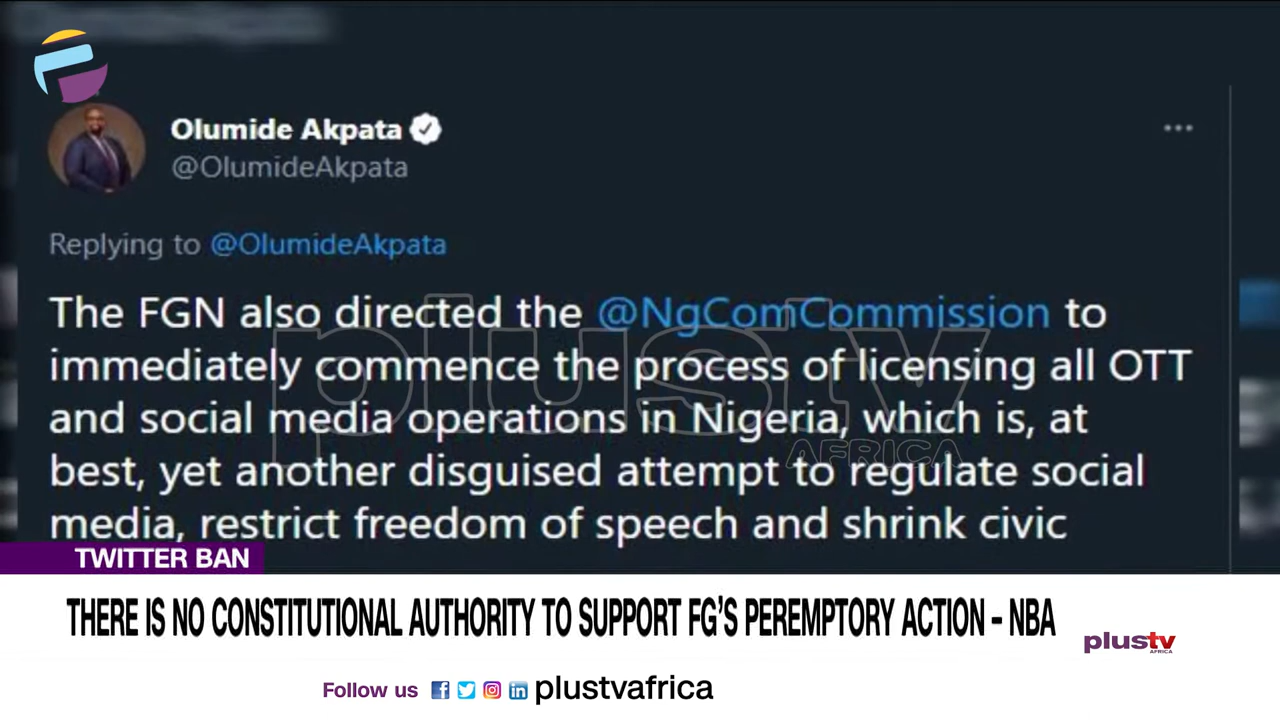 Olumide Akpata
@OlumideAkpata
Replying to @OlumideAkpata
The FGN also directed the @NgComCommission to
immediately commence the process of licensing all OTT
and social media operations in Nigeria, which is, at
best, yet another disguised attempt to regulate social
media, restrict freedom of speech and shrink civic
plustv
AFRICA
TWITTER BAN
THERE IS NO CONSTITUTIONAL AUTHORITY TO SUPPORT FG'S PEREMPTORY ACTION – NBA
plustv
AFRICA
Follow us plustvafrica